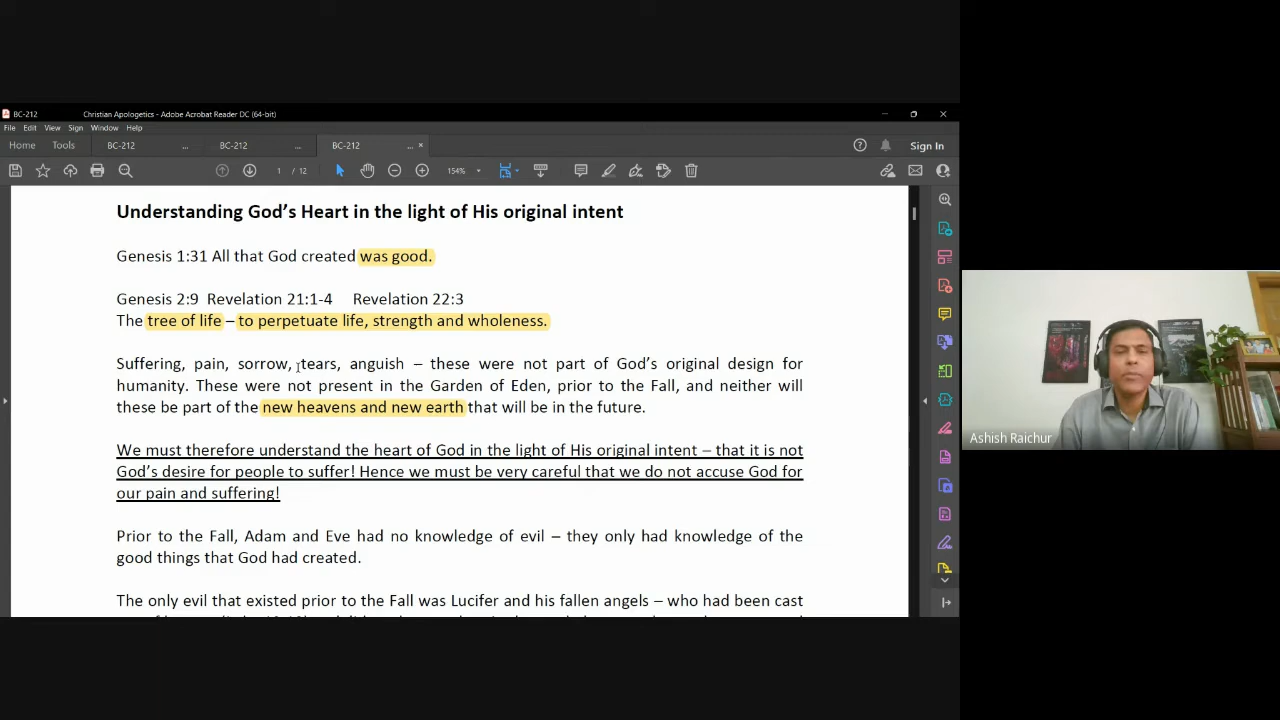 BC-212 Christian Apologetics - Adobe Acrobat Reader DC (64-bit)
File Edit View Sign Window Help
Home Tools BC-212 ... BC-212 ... BC-212 ... ×
Sign In
1 / 12 154%
Understanding God's Heart in the light of His original intent
Genesis 1:31 All that God created was good.
Genesis 2:9 Revelation 21:1-4 Revelation 22:3
The tree of life – to perpetuate life, strength and wholeness.
Suffering, pain, sorrow, tears, anguish – these were not part of God's original design for
humanity. These were not present in the Garden of Eden, prior to the Fall, and neither will
these be part of the new heavens and new earth that will be in the future.
We must therefore understand the heart of God in the light of His original intent – that it is not
God's desire for people to suffer! Hence we must be very careful that we do not accuse God for
our pain and suffering!
Prior to the Fall, Adam and Eve had no knowledge of evil – they only had knowledge of the
good things that God had created.
The only evil that existed prior to the Fall was Lucifer and his fallen angels – who had been cast
Ashish Raichur